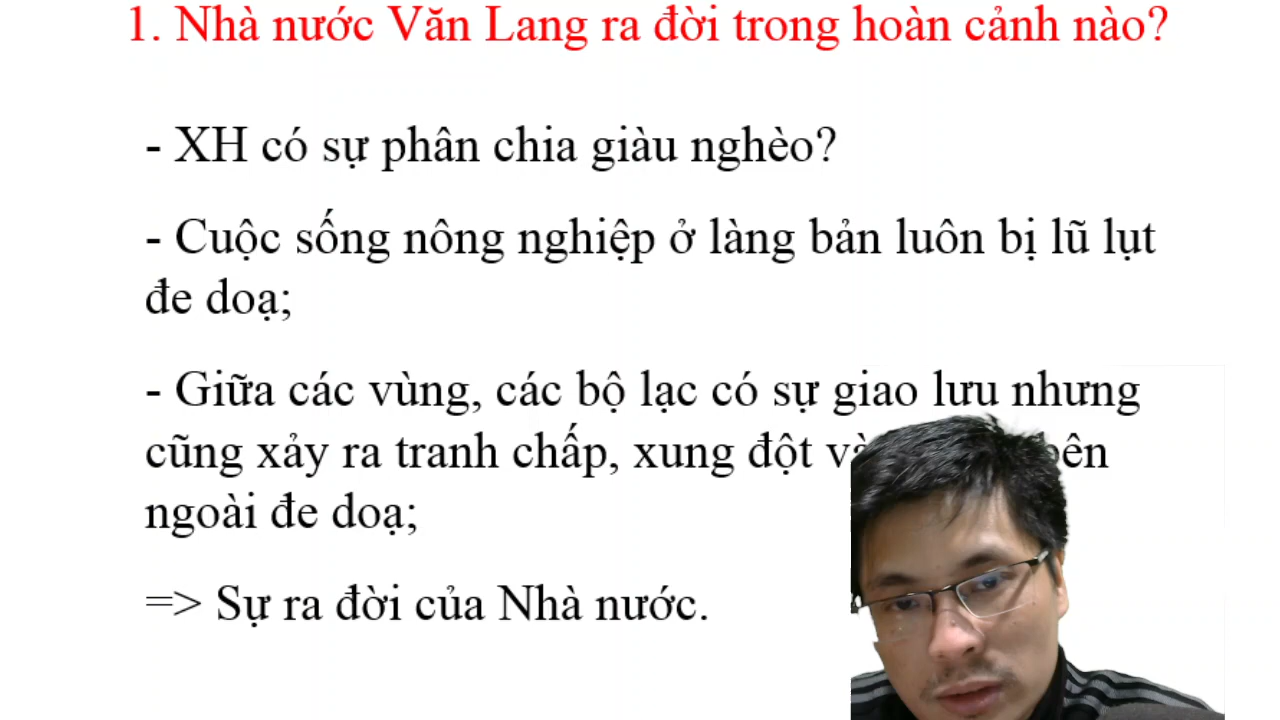 1. Nhà nước Văn Lang ra đời trong hoàn cảnh nào?
- XH có sự phân chia giàu nghèo?
- Cuộc sống nông nghiệp ở làng bản luôn bị lũ lụt
đe doạ;
- Giữa các vùng, các bộ lạc có sự giao lưu nhưng
cũng xảy ra tranh chấp, xung đột và bên
ngoài đe doạ;
=> Sự ra đời của Nhà nước.